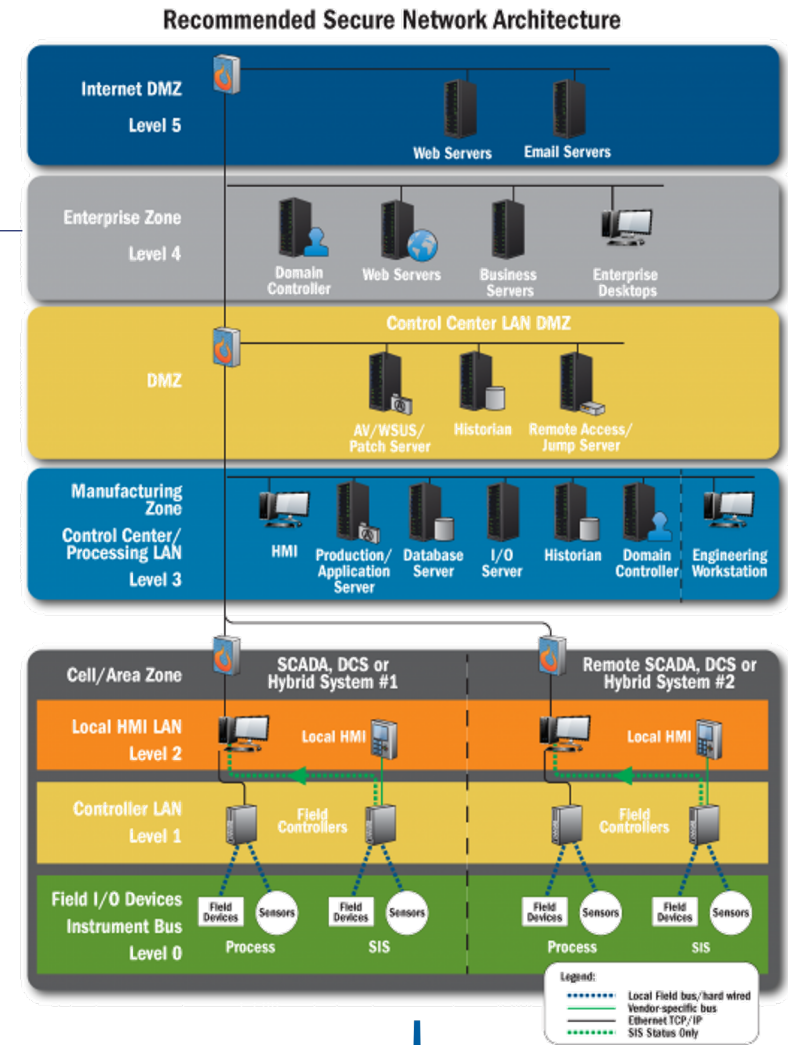 Recommended Secure Network Architecture
Internet DMZ
Level 5
Web Servers
Email Servers
Enterprise Zone
Level 4
Domain
Controller
Web Servers
Business
Servers
Enterprise
Desktops
Control Center LAN DMZ
DMZ
AV/WSUS/
Patch Server
Historian
Remote Access/
Jump Server
Manufacturing
Zone
Control Center/
Processing LAN
Level 3
HMI
Production/
Application
Server
Database
Server
I/O
Server
Historian
Domain
Controller
Engineering
Workstation
Cell/Area Zone
SCADA, DCS or
Hybrid System #1
Remote SCADA, DCS or
Hybrid System #2
Local HMI LAN
Level 2
Local HMI
Local HMI
Controller LAN
Level 1
Field
Controllers
Field
Controllers
Field I/O Devices
Instrument Bus
Level 0
Field
Devices
Sensors
Process
Field
Devices
Sensors
SIS
Field
Devices
Sensors
Process
Field
Devices
Sensors
SIS
Legend:
Local Field bus/hard wired
Vendor-specific bus
Ethernet TCP/IP
SIS Status Only